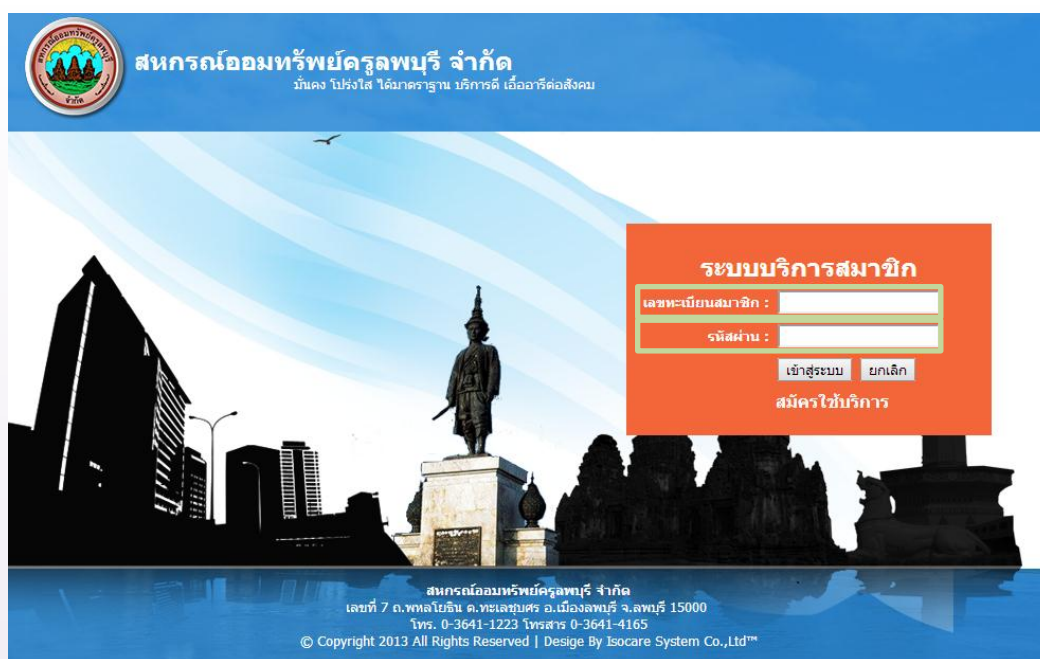 สหกรณ์ออมทรัพย์ครูลพบุรี จำกัด
มั่นคง โปร่งใส ได้มาตราฐาน บริการดี เอื้ออารีต่อสังคม
ระบบบริการสมาชิก
เลขทะเบียนสมาชิก :
รหัสผ่าน :
เข้าสู่ระบบ ยกเลิก
สมัครใช้บริการ
สหกรณ์ออมทรัพย์ครูลพบุรี จำกัด
เลขที่ 7 ถ.พหลโยธิน ต.ทะเลชุบศร อ.เมืองลพบุรี จ.ลพบุรี 15000
โทร. 0-3641-1223 โทรสาร 0-3641-4165
© Copyright 2013 All Rights Reserved | Desige By Isocare System Co.,Ltd™